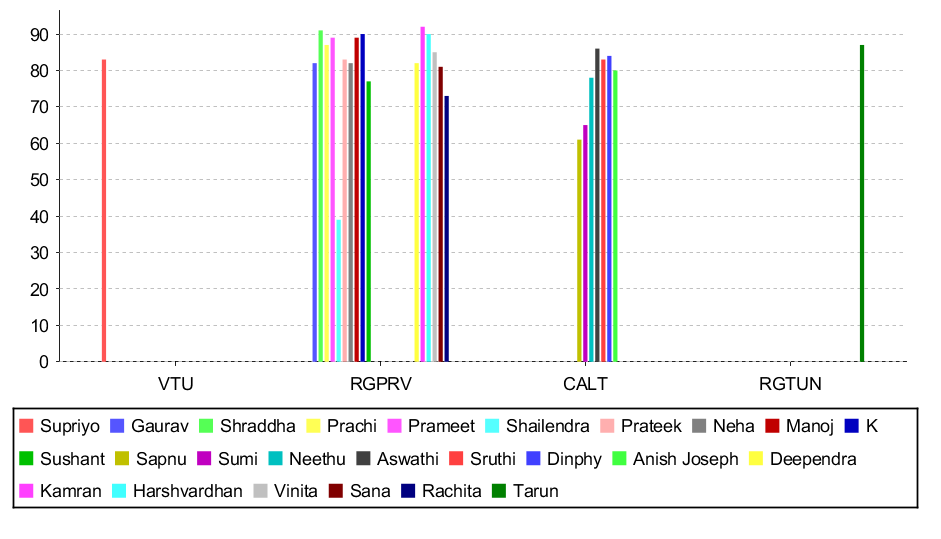 90
80
70
60
50
40
30
20
10
0
VTU RGPRV CALT RGTUN
Supriyo Gaurav Shraddha Prachi Prameet Shailendra Prateek Neha Manoj K
Sushant Sapnu Sumi Neethu Aswathi Sruthi Dinphy Anish Joseph Deependra
Kamran Harshvardhan Vinita Sana Rachita Tarun